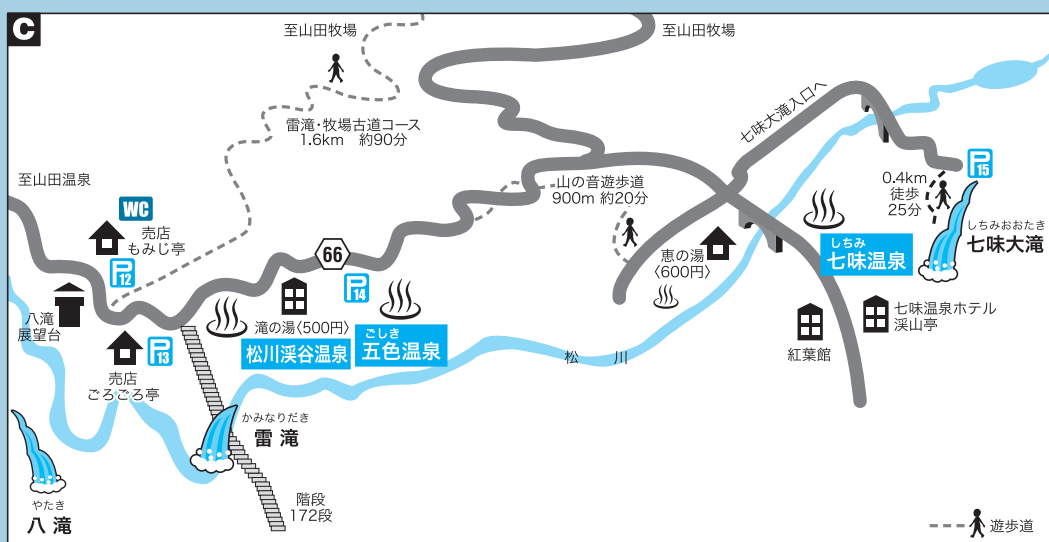 C
至山田牧場
至山田牧場
七味大滝入口へ
雷滝・牧場古道コース
1.6km 約90分
至山田温泉
WC
売店
もみじ亭
P12
八滝
展望台
P13
売店
ごろごろ亭
66
P14
滝の湯〈500円〉
松川渓谷温泉
ごしき
五色温泉
山の音遊歩道
900m 約20分
恵の湯
〈600円〉
P15
0.4km
徒歩
25分
しちみおおたき
七味大滝
しちみ
七味温泉
七味温泉ホテル
渓山亭
紅葉館
松川
かみなりだき
雷滝
階段
172段
やたき
八滝
遊歩道